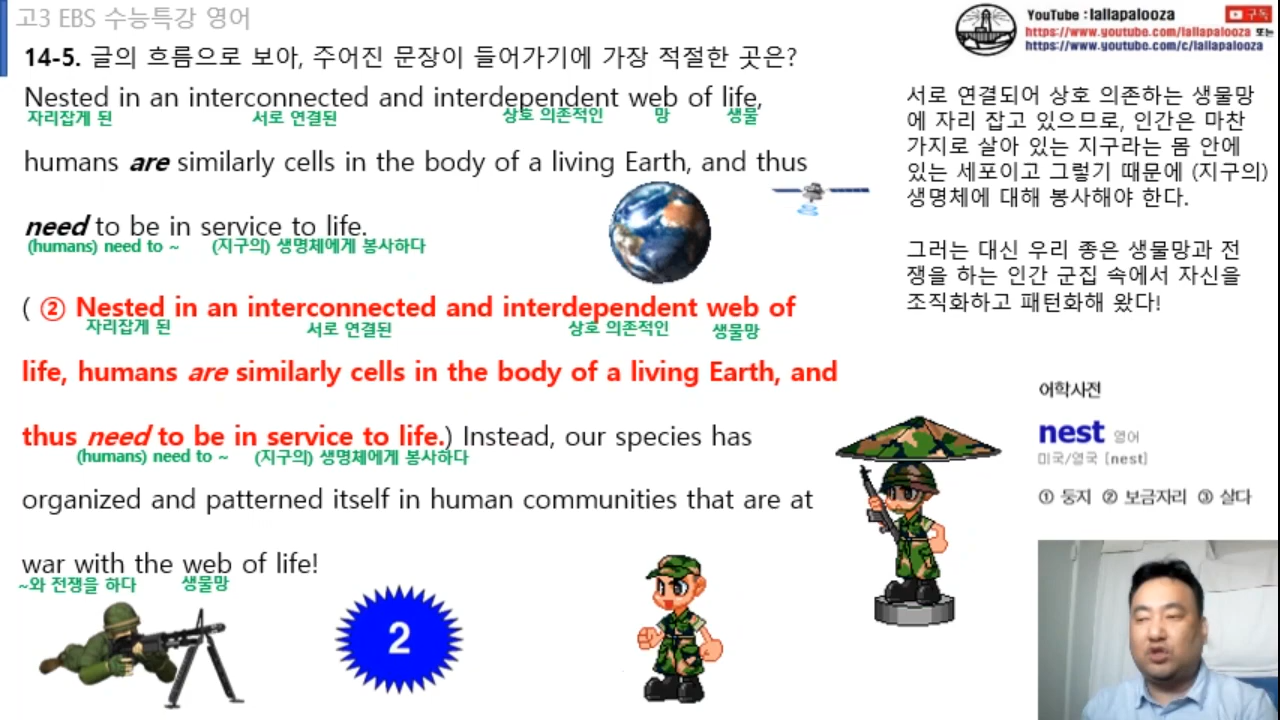 고3 EBS 수능특강 영어
YouTube : lallapalooza
구독
https://www.youtube.com/lallapalooza 또는
https://www.youtube.com/c/lallapalooza
14-5. 글의 흐름으로 보아, 주어진 문장이 들어가기에 가장 적절한 곳은?
Nested in an interconnected and interdependent web of life,
자리잡게 된 서로 연결된 상호 의존적인 망 생물
humans are similarly cells in the body of a living Earth, and thus
need to be in service to life.
(humans) need to ~ (지구의) 생명체에게 봉사하다
( ② Nested in an interconnected and interdependent web of
자리잡게 된 서로 연결된 상호 의존적인 생물망
life, humans are similarly cells in the body of a living Earth, and
thus need to be in service to life.) Instead, our species has
(humans) need to ~ (지구의) 생명체에게 봉사하다
organized and patterned itself in human communities that are at
war with the web of life!
~와 전쟁을 하다 생물망
2
서로 연결되어 상호 의존하는 생물망
에 자리 잡고 있으므로, 인간은 마찬
가지로 살아 있는 지구라는 몸 안에
있는 세포이고 그렇기 때문에 (지구의)
생명체에 대해 봉사해야 한다.
그러는 대신 우리 종은 생물망과 전
쟁을 하는 인간 군집 속에서 자신을
조직화하고 패턴화해 왔다!
어학사전
nest 영어
미국/영국 [nest]
① 둥지 ② 보금자리 ③ 살다